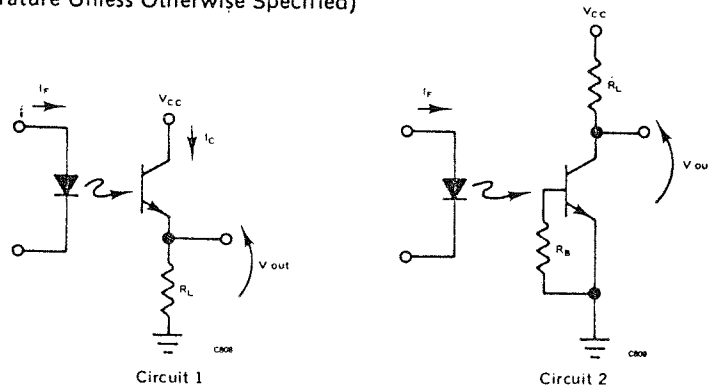 rature Unless Otherwise Specified)
IF
VCC
IC
V out
RL
C808
Circuit 1
IF
VCC
RL
V ou
RB
C809
Circuit 2